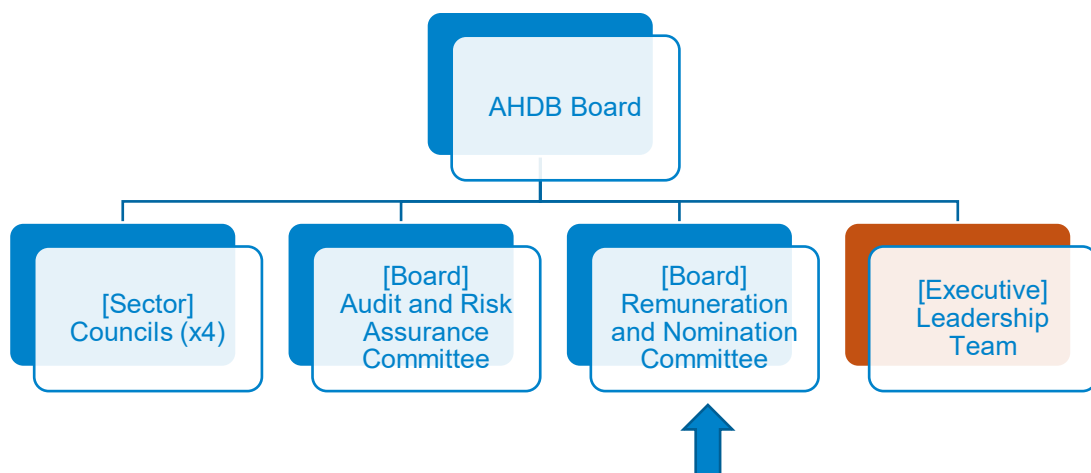 AHDB Board
[Sector]
Councils (x4)
[Board]
Audit and Risk
Assurance
Committee
[Board]
Remuneration
and Nomination
Committee
[Executive]
Leadership
Team